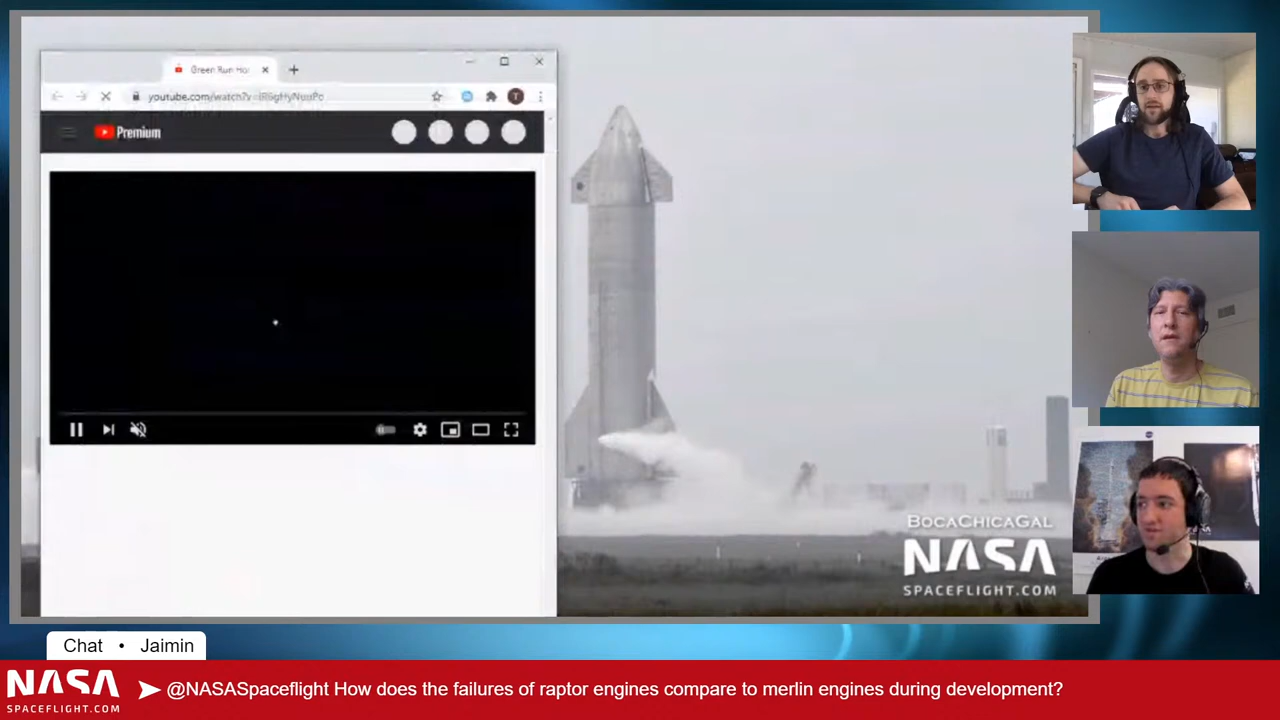 Green Run Ho
youtube.com/watch?v=
T
Premium
BOCACHICAGAL
NASA
SPACEFLIGHT.COM
Chat • Jaimin
NASA
SPACEFLIGHT.COM
@NASASpaceflight How does the failures of raptor engines compare to merlin engines during development?